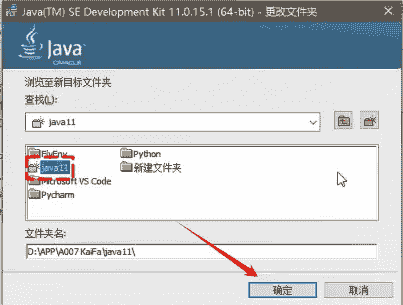 Java(TM) SE Development Kit 11.0.15.1 (64-bit) - 更改文件夹
Java
ORACLE
浏览至新目标文件夹
查找(L):
java11
FlyEnv
Python
java11
新建文件夹
Microsoft VS Code
Pycharm
文件夹名:
D:\APP\A007 KaiFa\java11\
确定
取消